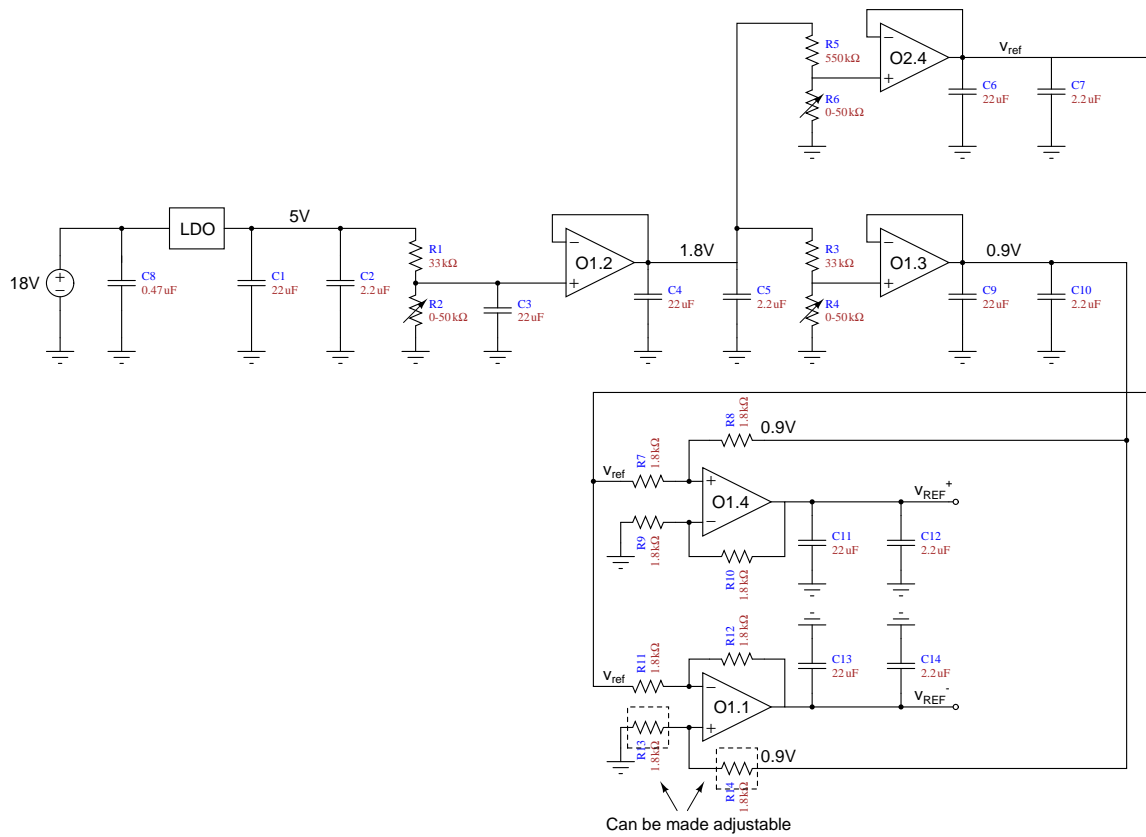 R5
550kΩ
O2.4
−
+
vref
R6
0-50kΩ
C6
22uF
C7
2.2uF
LDO
5V
18V
+
−
C8
0.47uF
C1
22uF
C2
2.2uF
R1
33kΩ
R2
0-50kΩ
C3
22uF
O1.2
−
+
1.8V
C4
22uF
C5
2.2uF
R3
33kΩ
R4
0-50kΩ
O1.3
−
+
0.9V
C9
22uF
C10
2.2uF
R8
1.8kΩ
0.9V
vref
R7
1.8kΩ
O1.4
+
−
R9
1.8kΩ
R10
1.8kΩ
vREF+
C11
22uF
C12
2.2uF
R12
1.8kΩ
vref
R11
1.8kΩ
O1.1
−
+
C13
22uF
C14
2.2uF
vREF-
R13
1.8kΩ
R14
1.8kΩ
0.9V
Can be made adjustable